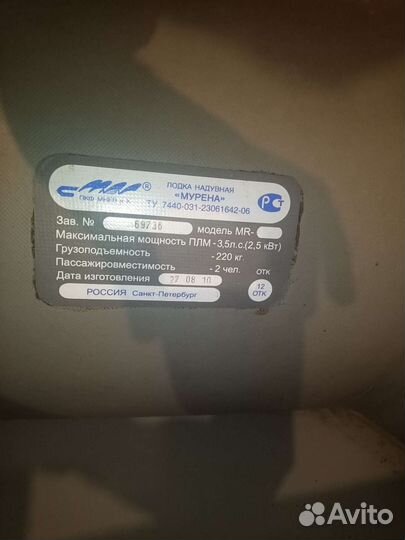 ЛОДКА НАДУВНАЯ
«МУРЕНА»
ТУ 7440-031-23061642-06
Зав. № 69736 модель MR-
Максимальная мощность ПЛМ -3,5л.с.(2,5 кВт)
Грузоподъемность -220 кг.
Пассажировместимость -2 чел. ОТК
Дата изготовления 27 08 10
12
ОТК
РОССИЯ Санкт-Петербург
Avito